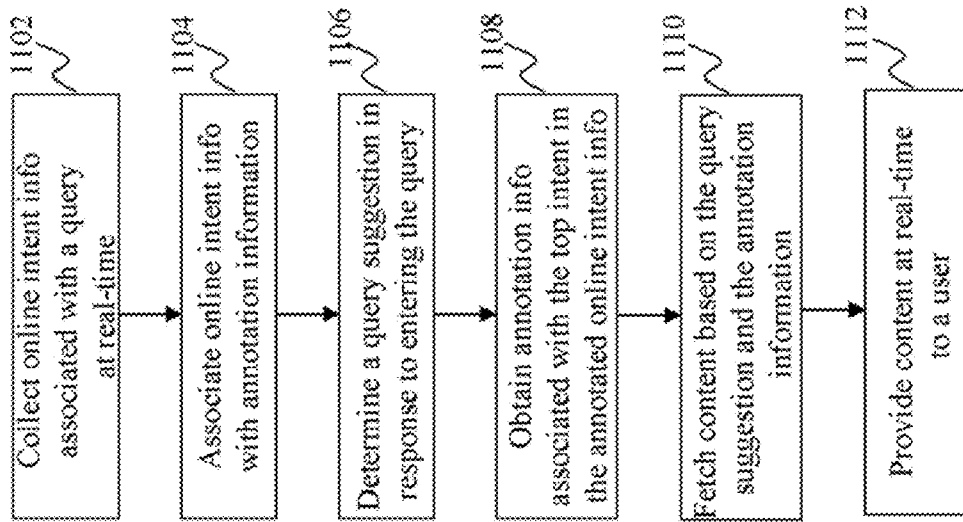 1102
Collect online intent info
associated with a query
at real-time
1104
Associate online intent info
with annotation information
1106
Determine a query suggestion in
response to entering the query
1108
Obtain annotation info
associated with the top intent in
the annotated online intent info
1110
Fetch content based on the query
suggestion and the annotation
information
1112
Provide content at real-time
to a user